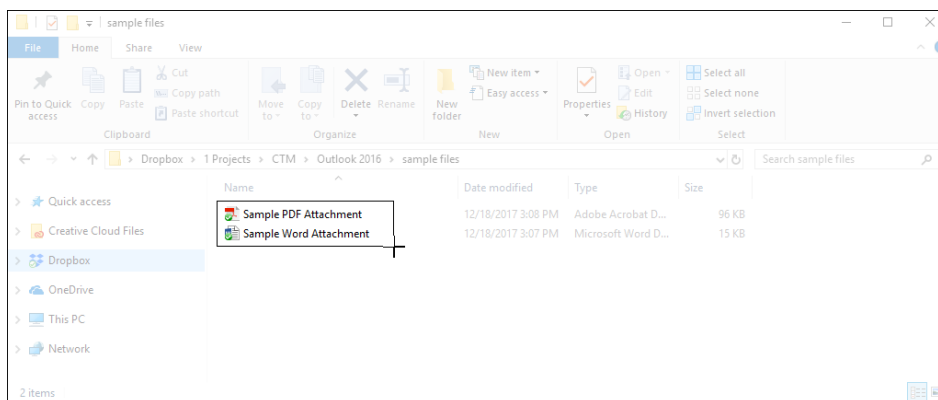 sample files
File Home Share View
Pin to Quick access
Copy
Paste
Cut
Copy path
Paste shortcut
Clipboard
Move to
Copy to
Delete
Rename
Organize
New folder
New item
Easy access
New
Properties
Open
Edit
History
Open
Select all
Select none
Invert selection
Select
Dropbox > 1 Projects > CTM > Outlook 2016 > sample files
Search sample files
Name Date modified Type Size
Quick access
Creative Cloud Files
Dropbox
OneDrive
This PC
Network
Sample PDF Attachment 12/18/2017 3:08 PM Adobe Acrobat D... 96 KB
Sample Word Attachment 12/18/2017 3:07 PM Microsoft Word D... 15 KB
2 items